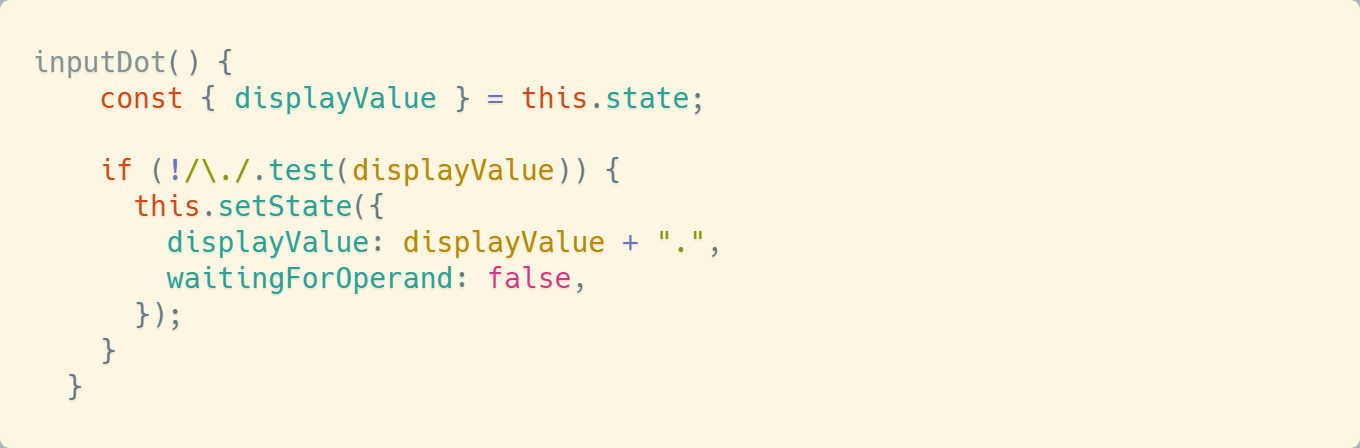 inputDot() {
    const { displayValue } = this.state;

    if (!/\./.test(displayValue)) {
      this.setState({
        displayValue: displayValue + ".",
        waitingForOperand: false,
      });
    }
  }